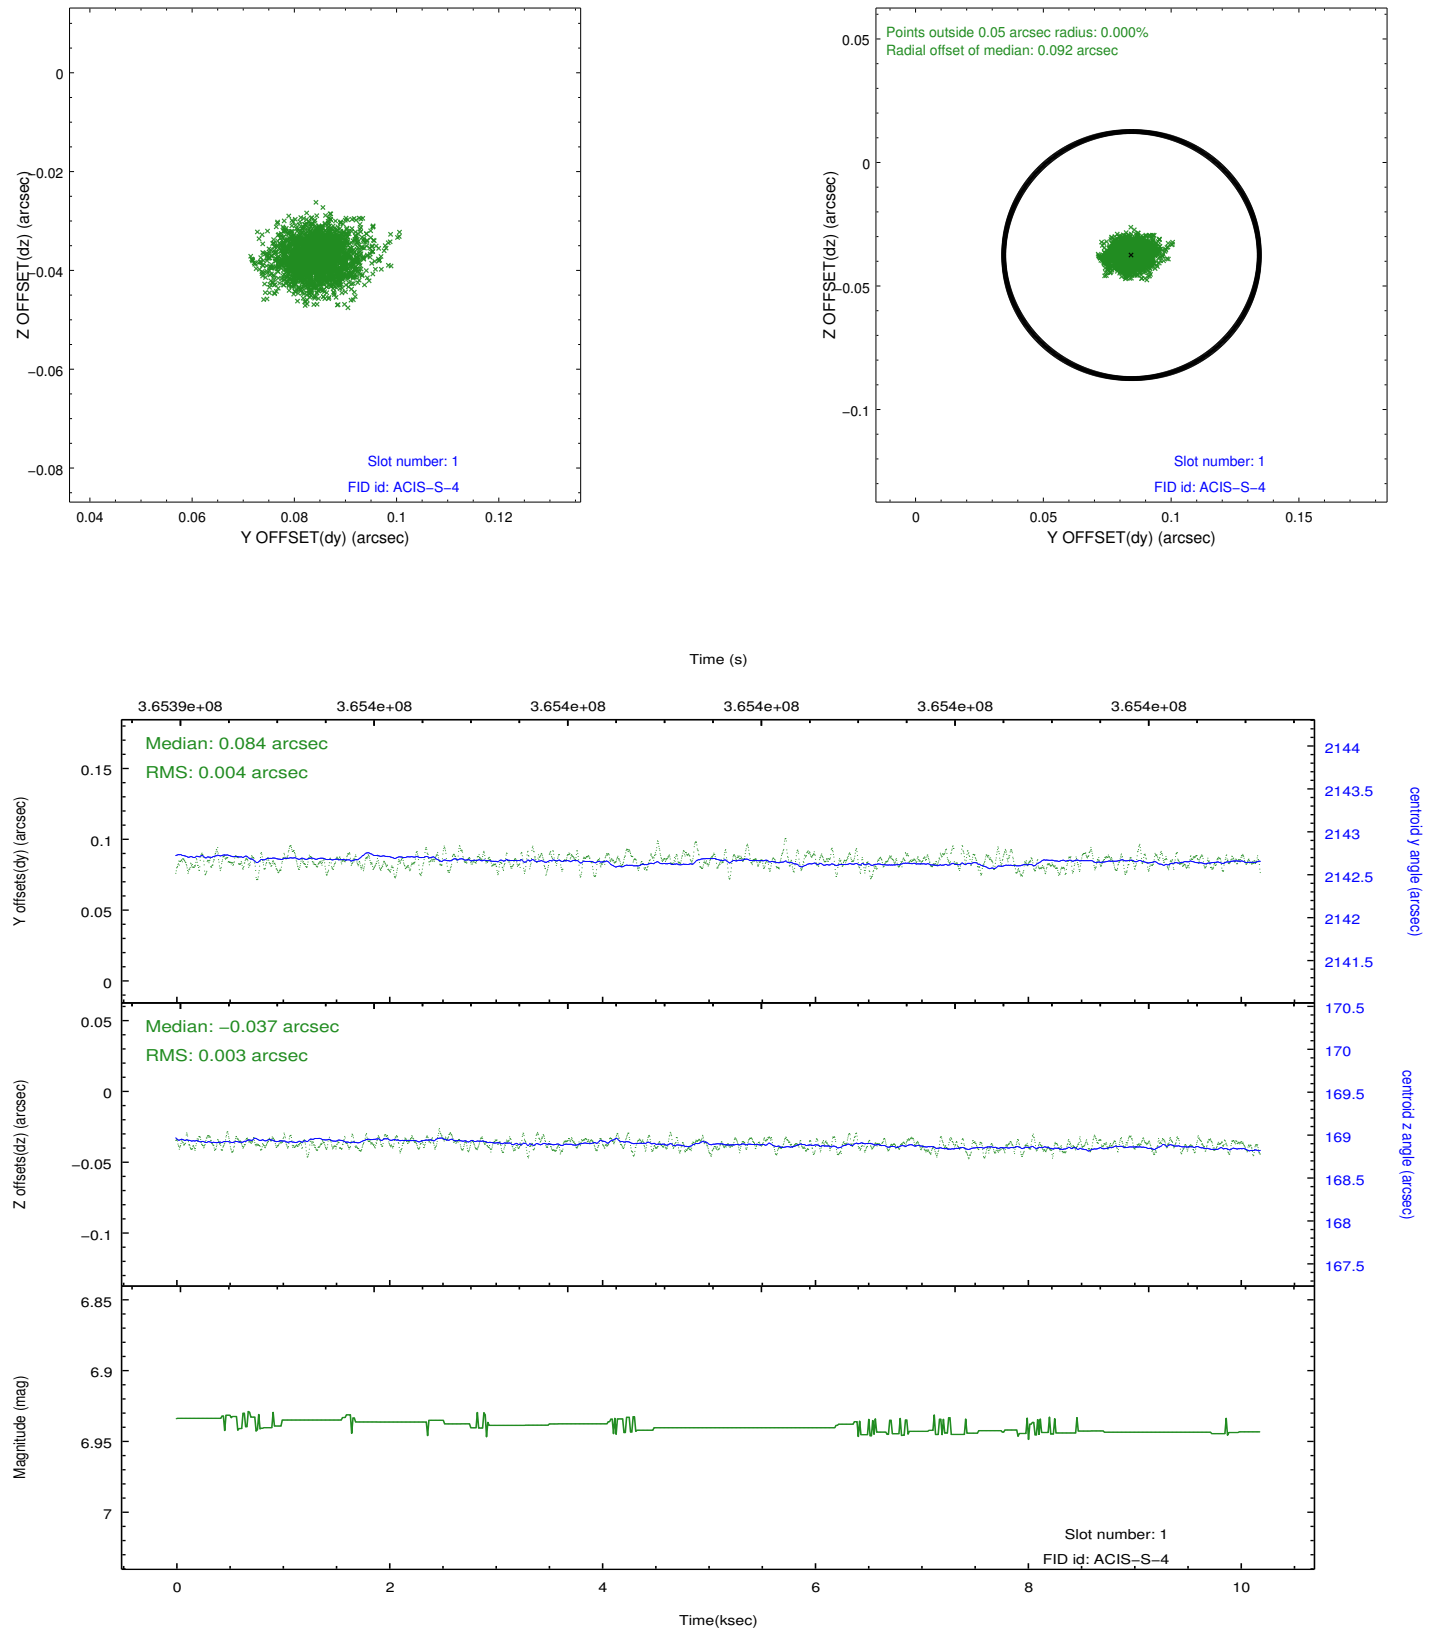 0
−0.02
−0.04
−0.06
−0.08
Z OFFSET(dz) (arcsec)
Slot number: 1
FID id: ACIS−S−4
0.04 0.06 0.08 0.1 0.12
Y OFFSET(dy) (arcsec)
Points outside 0.05 arcsec radius: 0.000%
Radial offset of median: 0.092 arcsec
0.05
0
−0.05
−0.1
Z OFFSET(dz) (arcsec)
Slot number: 1
FID id: ACIS−S−4
0 0.05 0.1 0.15
Y OFFSET(dy) (arcsec)
Time (s)
3.6539e+08 3.654e+08 3.654e+08 3.654e+08 3.654e+08 3.654e+08
Median: 0.084 arcsec
RMS: 0.004 arcsec
0.15
0.1
0.05
0
Y offsets(dy) (arcsec)
2144
2143.5
2143
2142.5
2142
2141.5
centroid y angle (arcsec)
Median: −0.037 arcsec
RMS: 0.003 arcsec
0.05
0
−0.05
−0.1
Z offsets(dz) (arcsec)
170.5
170
169.5
169
168.5
168
167.5
centroid z angle (arcsec)
6.85
6.9
6.95
7
Magnitude (mag)
Slot number: 1
FID id: ACIS−S−4
0 2 4 6 8 10
Time(ksec)